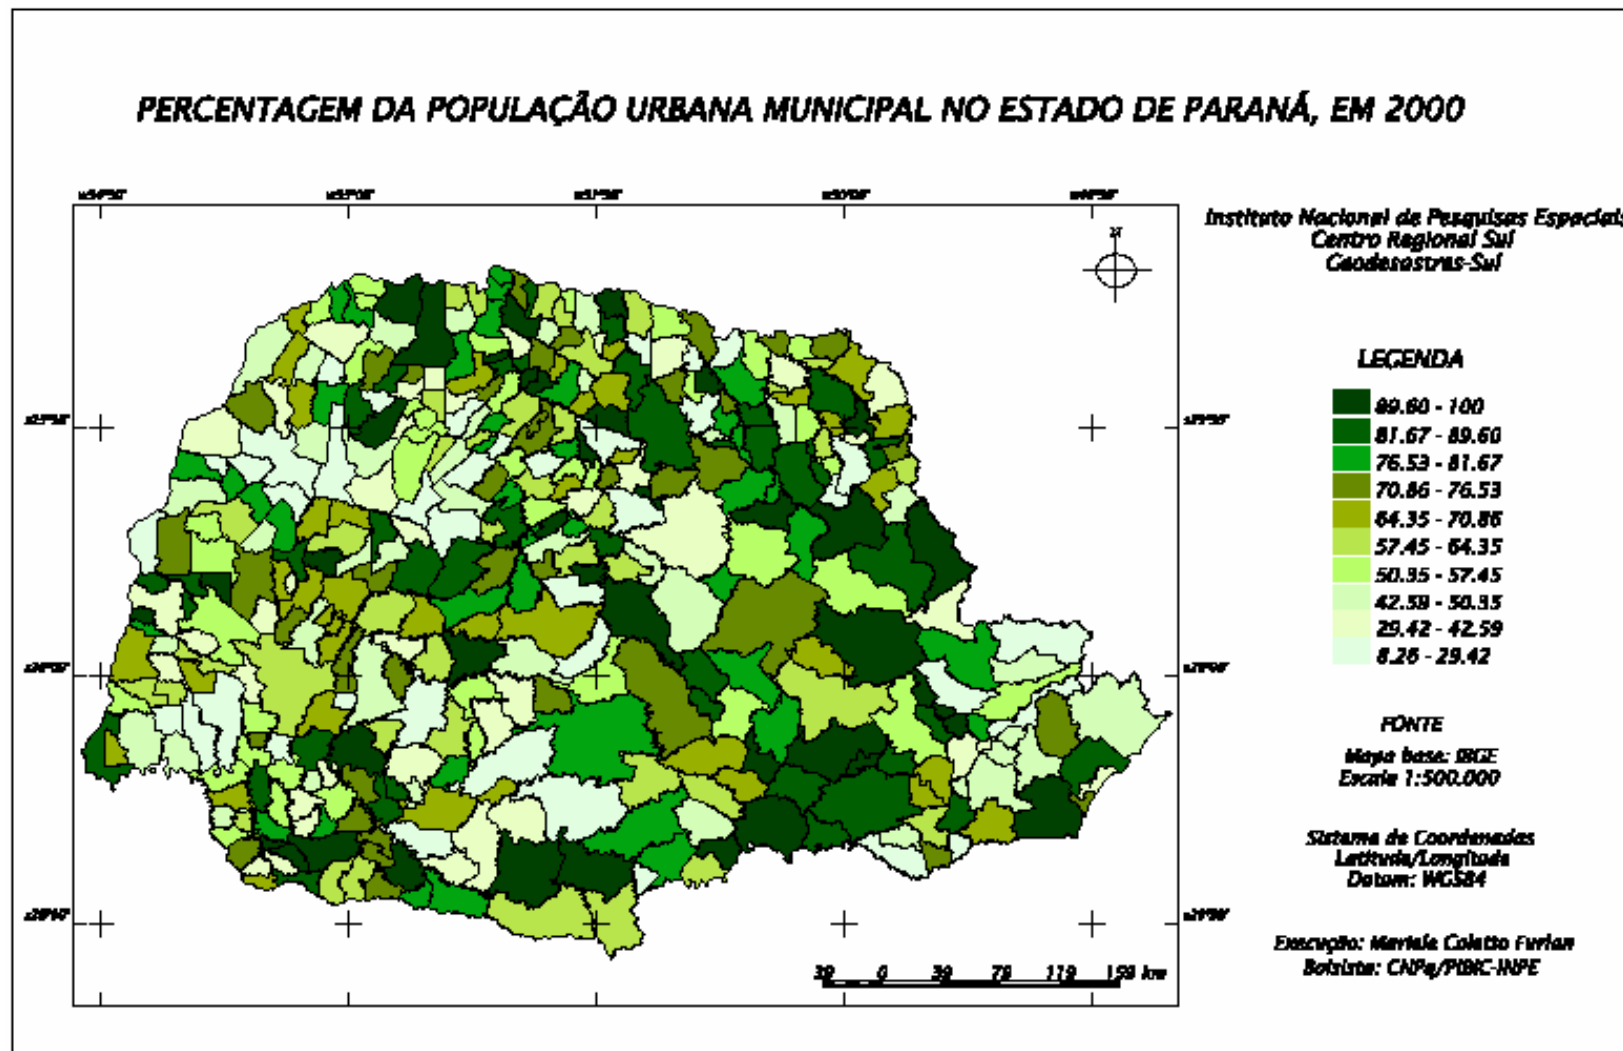 PERCENTAGEM DA POPULAÇÃO URBANA MUNICIPAL NO ESTADO DE PARANÁ, EM 2000
Instituto Nacional de Pesquisas Espaciais
Centro Regional Sul
Geodesastres-Sul
N
LEGENDA
89.60 - 100
81.67 - 89.60
76.53 - 81.67
70.86 - 76.53
64.35 - 70.86
57.45 - 64.35
50.35 - 57.45
42.59 - 50.35
29.42 - 42.59
8.26 - 29.42
FONTE
Mapa base: IBGE
Escala 1:500.000
Sistema de Coordenadas
Latitude/Longitude
Datum: WGS84
Execução: Mariele Coletto Furlan
Bolsista: CNPq/PIBIC-INPE
39 0 39 79 119 159 km